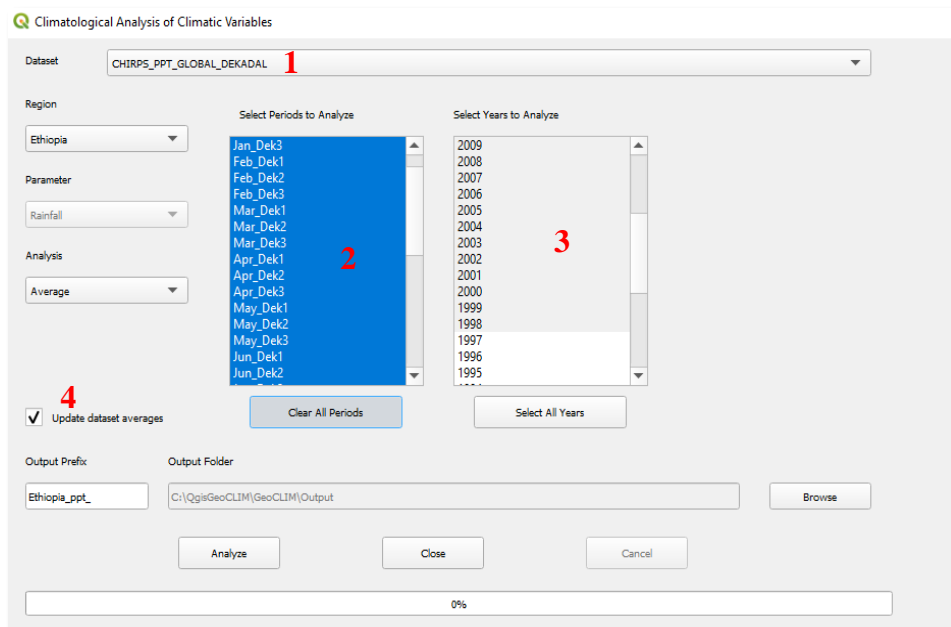 Climatological Analysis of Climatic Variables
Dataset
CHIRPS_PPT_GLOBAL_DEKADAL
1
Region
Ethiopia
Parameter
Rainfall
Analysis
Average
Select Periods to Analyze
Jan_Dek3
Feb_Dek1
Feb_Dek2
Feb_Dek3
Mar_Dek1
Mar_Dek2
Mar_Dek3
Apr_Dek1
Apr_Dek2
Apr_Dek3
May_Dek1
May_Dek2
May_Dek3
Jun_Dek1
Jun_Dek2
2
Clear All Periods
Select Years to Analyze
2009
2008
2007
2006
2005
2004
2003
2002
2001
2000
1999
1998
1997
1996
1995
3
Select All Years
4
Update dataset averages
Output Prefix
Ethiopia_ppt_
Output Folder
C:\QgisGeoCLIM\GeoCLIM\Output
Browse
Analyze
Close
Cancel
0%